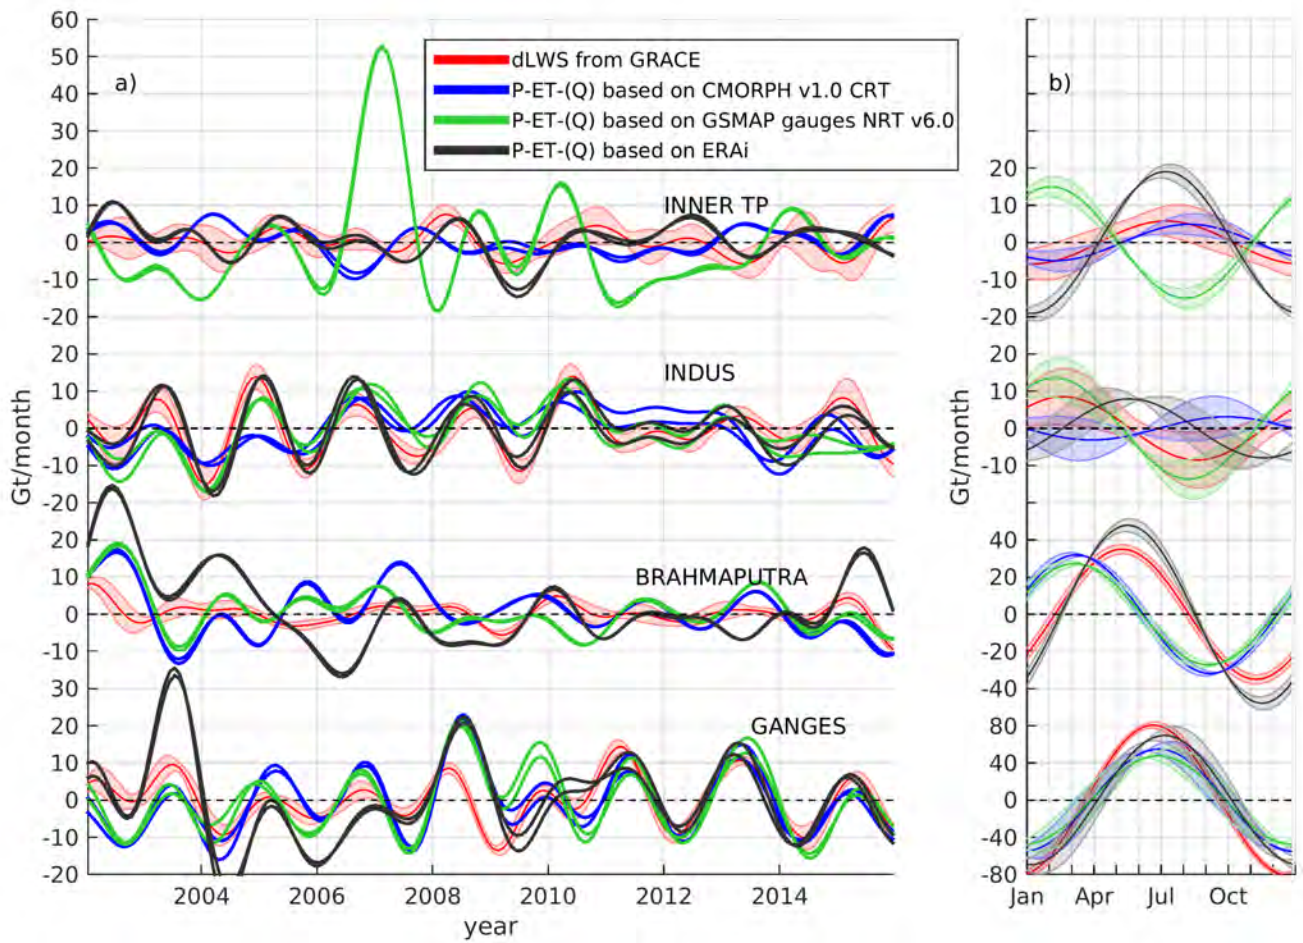 60
50
40
30
20
10
0
-10
-20
20
10
0
-10
-20
20
10
0
-10
30
20
10
0
-10
-20
Gt/month
a)
dLWS from GRACE
P-ET-(Q) based on CMORPH v1.0 CRT
P-ET-(Q) based on GSMAP gauges NRT v6.0
P-ET-(Q) based on ERAi
INNER TP
INDUS
BRAHMAPUTRA
GANGES
2004 2006 2008 2010 2012 2014
year
b)
20
10
0
-10
-20
20
10
0
-10
40
20
0
-20
-40
80
40
0
-40
-80
Gt/month
Jan Apr Jul Oct